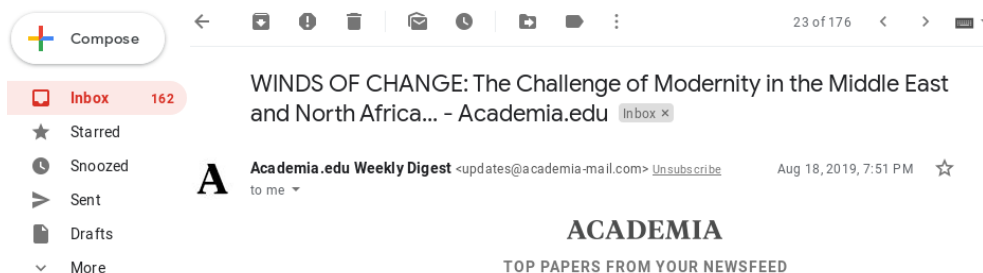 Compose
23 of 176
Inbox 162
Starred
Snoozed
Sent
Drafts
More
WINDS OF CHANGE: The Challenge of Modernity in the Middle East
and North Africa... - Academia.edu Inbox ×
A
Academia.edu Weekly Digest <updates@academia-mail.com> Unsubscribe
Aug 18, 2019, 7:51 PM
to me
ACADEMIA
TOP PAPERS FROM YOUR NEWSFEED